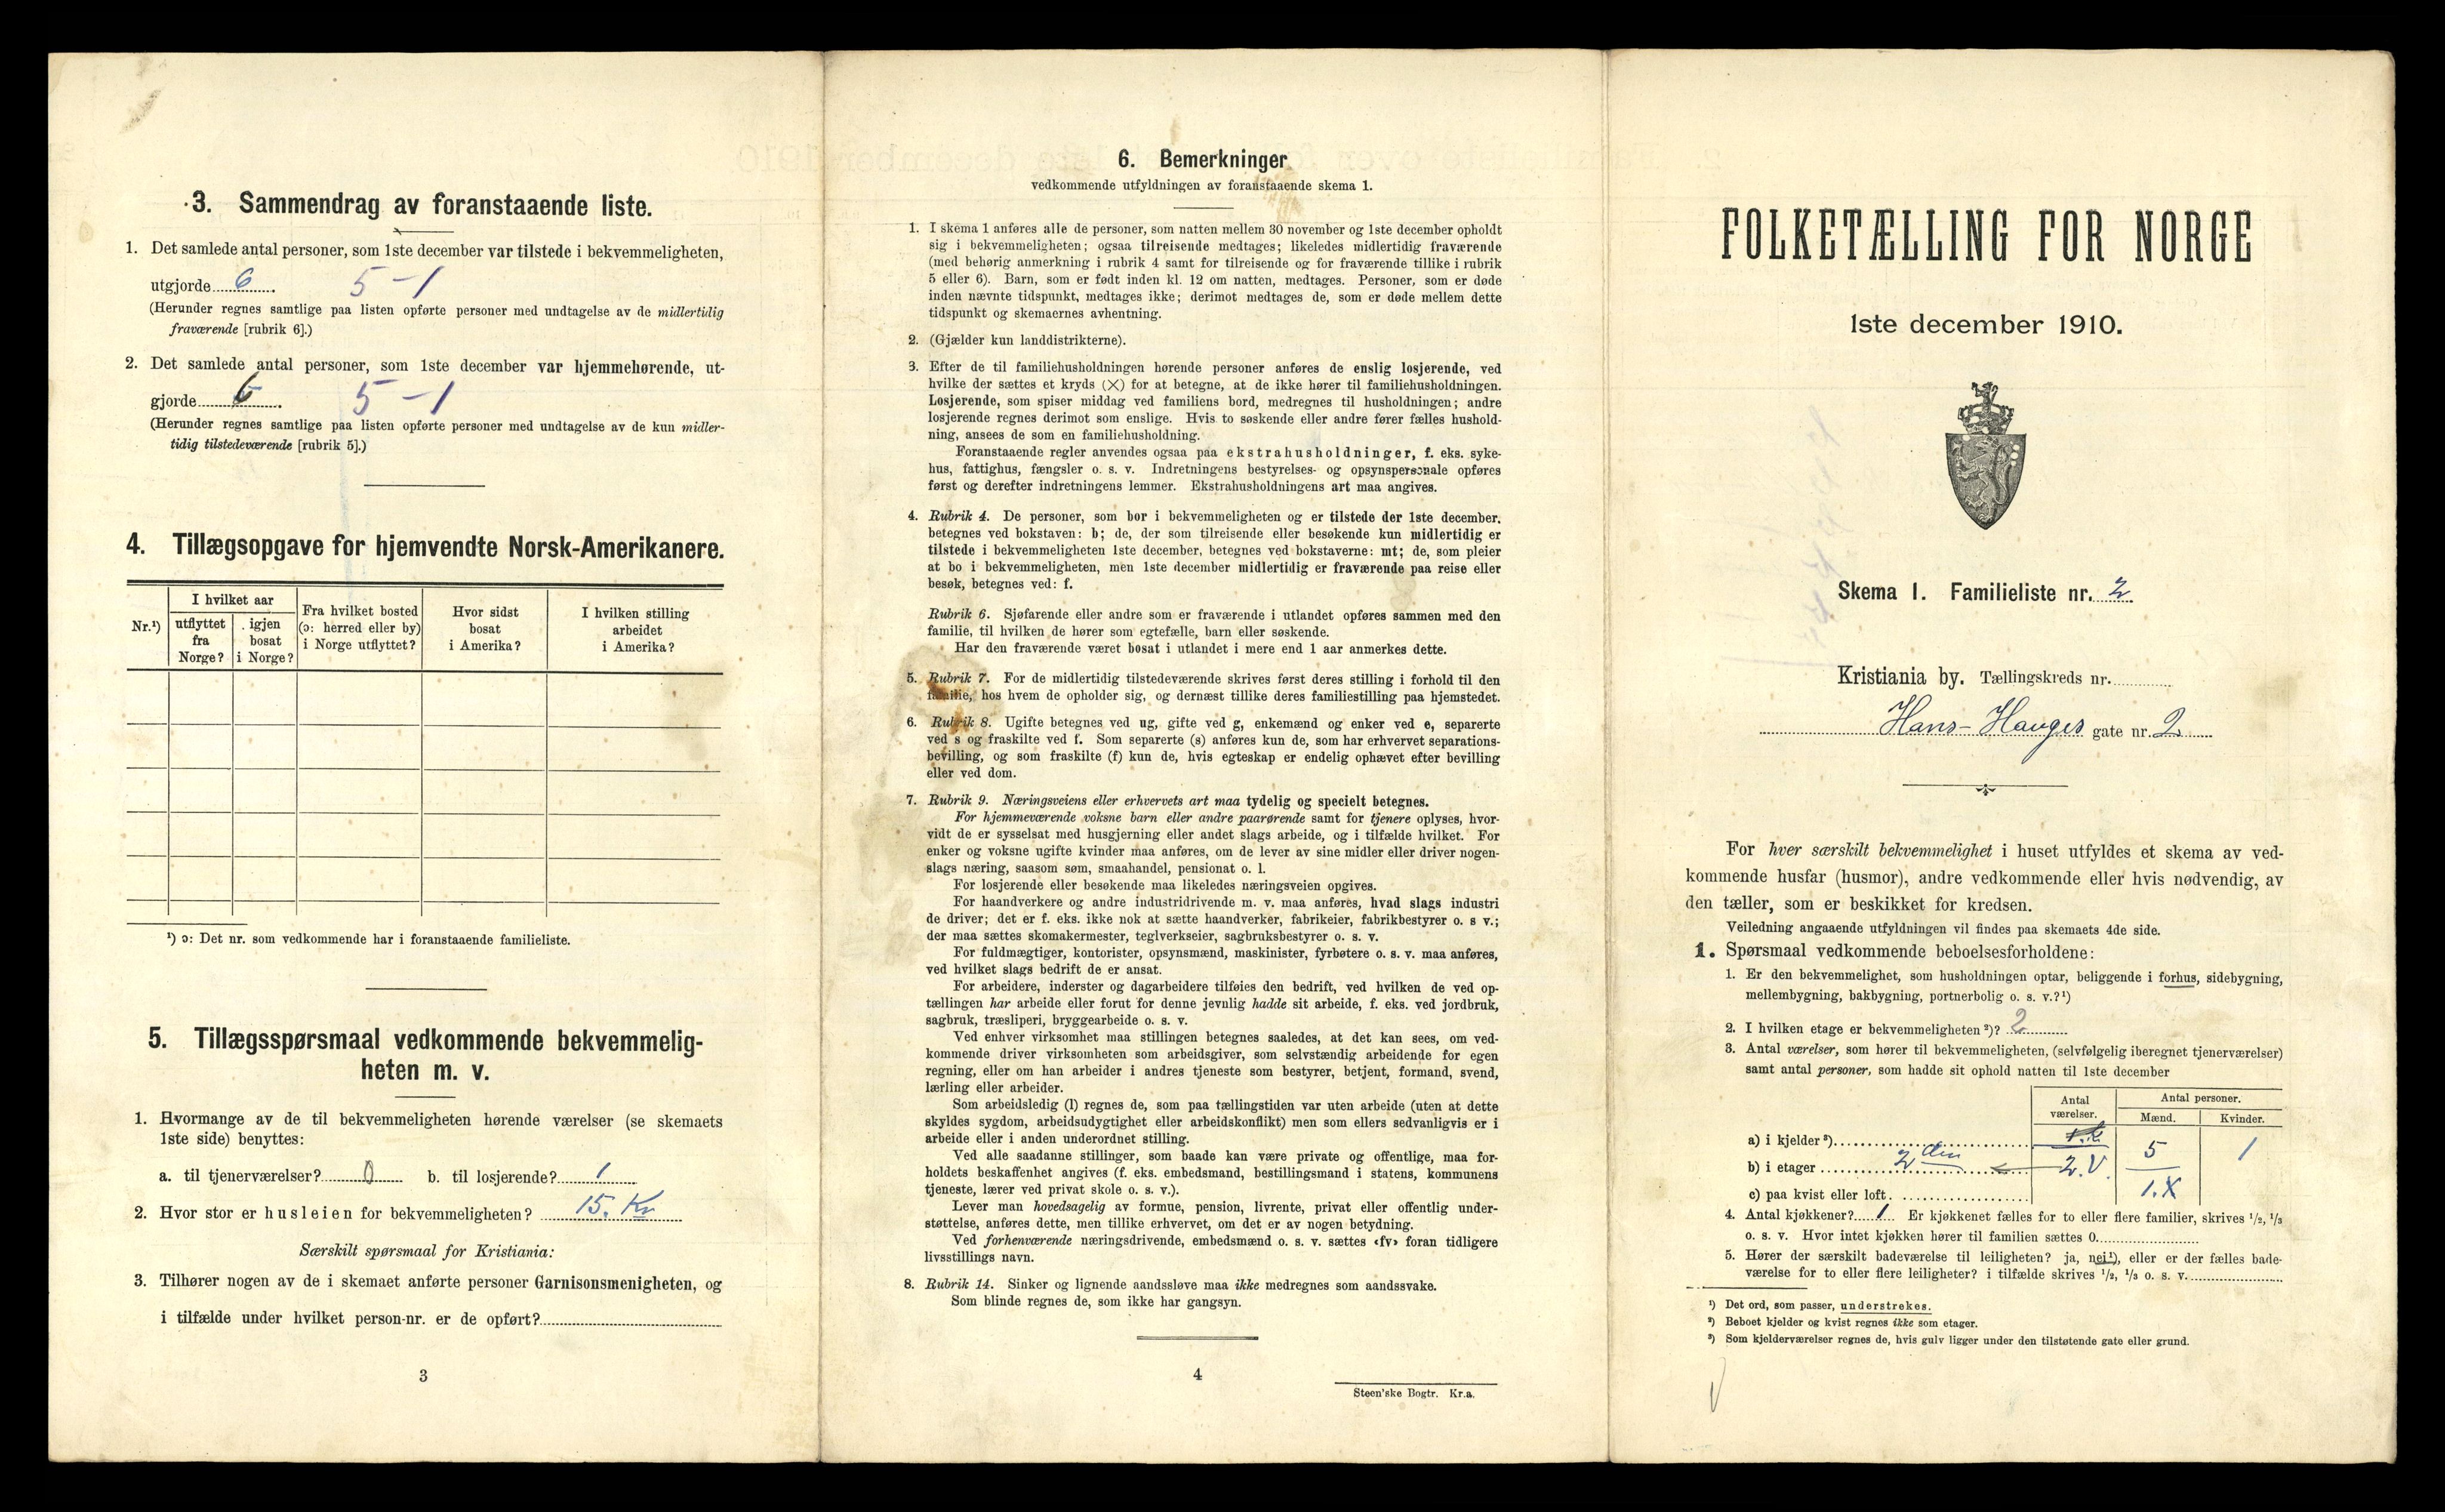 3. Sammendrag av foranstaaende liste.
1. Det samlede antal personer, som 1ste december var tilstede i bekvemmeligheten,
utgjorde 6. 5 - 1
(Herunder regnes samtlige paa listen opførte personer med undtagelse av de midlertidig
fraværende [rubrik 6].)
2. Det samlede antal personer, som 1ste december var hjemmehørende, ut-
gjorde 6. 5 - 1
(Herunder regnes samtlige paa listen opførte personer med undtagelse av de kun midler-
tidig tilstedeværende [rubrik 5].)
4. Tillægsopgave for hjemvendte Norsk-Amerikanere.
Nr.¹)
I hvilket aar
utflyttet
fra
Norge?
igjen
bosat
i Norge?
Fra hvilket bosted
(ɔ: herred eller by)
i Norge utflyttet?
Hvor sidst
bosat
i Amerika?
I hvilken stilling
arbeidet
i Amerika?
¹) ɔ: Det nr. som vedkommende har i foranstaaende familieliste.
5. Tillægsspørsmaal vedkommende bekvemmelig-
heten m. v.
1. Hvormange av de til bekvemmeligheten hørende værelser (se skemaets
1ste side) benyttes:
a. til tjenerværelser? 0 b. til losjerende? 1
2. Hvor stor er husleien for bekvemmeligheten? 15. Kr
Særskilt spørsmaal for Kristiania:
3. Tilhører nogen av de i skemaet anførte personer Garnisonsmenigheten, og
i tilfælde under hvilket person-nr. er de opført?
3
6. Bemerkninger
vedkommende utfyldningen av foranstaaende skema 1.
1. I skema 1 anføres alle de personer, som natten mellem 30 november og 1ste december opholdt
sig i bekvemmeligheten; ogsaa tilreisende medtages; likeledes midlertidig fraværende
(med behørig anmerkning i rubrik 4 samt for tilreisende og for fraværende tillike i rubrik
5 eller 6). Barn, som er født inden kl. 12 om natten, medtages. Personer, som er døde
inden nævnte tidspunkt, medtages ikke; derimot medtages de, som er døde mellem dette
tidspunkt og skemaernes avhentning.
2. (Gjælder kun landdistrikterne).
3. Efter de til familiehusholdningen hørende personer anføres de enslig losjerende, ved
hvilke der sættes et kryds (×) for at betegne, at de ikke hører til familiehusholdningen.
Losjerende, som spiser middag ved familiens bord, medregnes til husholdningen; andre
losjerende regnes derimot som enslige. Hvis to søskende eller andre fører fælles hushold-
ning, ansees de som en familiehusholdning.
Foranstaaende regler anvendes ogsaa paa ekstrahusholdninger, f. eks. syke-
hus, fattighus, fængsler o. s. v. Indretningens bestyrelses- og opsynspersonale opføres
først og derefter indretningens lemmer. Ekstrahusholdningens art maa angives.
4. Rubrik 4. De personer, som bor i bekvemmeligheten og er tilstede der 1ste december,
betegnes ved bokstaven: b; de, der som tilreisende eller besøkende kun midlertidig er
tilstede i bekvemmeligheten 1ste december, betegnes ved bokstaverne: mt; de, som pleier
at bo i bekvemmeligheten, men 1ste december midlertidig er fraværende paa reise eller
besøk, betegnes ved: f.
Rubrik 6. Sjøfarende eller andre som er fraværende i utlandet opføres sammen med den
familie, til hvilken de hører som egtefælle, barn eller søskende.
Har den fraværende været bosat i utlandet i mere end 1 aar anmerkes dette.
5. Rubrik 7. For de midlertidig tilstedeværende skrives først deres stilling i forhold til den
familie, hos hvem de opholder sig, og dernæst tillike deres familiestilling paa hjemstedet.
6. Rubrik 8. Ugifte betegnes ved ug, gifte ved g, enkemænd og enker ved e, separerte
ved s og fraskilte ved f. Som separerte (s) anføres kun de, som har erhvervet separations-
bevilling, og som fraskilte (f) kun de, hvis egteskap er endelig ophævet efter bevilling
eller ved dom.
7. Rubrik 9. Næringsveiens eller erhvervets art maa tydelig og specielt betegnes.
For hjemmeværende voksne barn eller andre paarørende samt for tjenere oplyses, hvor-
vidt de er sysselsat med husgjerning eller andet slags arbeide, og i tilfælde hvilket. For
enker og voksne ugifte kvinder maa anføres, om de lever av sine midler eller driver nogen-
slags næring, saasom søm, smaahandel, pensionat o. l.
For losjerende eller besøkende maa likeledes næringsveien opgives.
For haandverkere og andre industridrivende m. v. maa anføres, hvad slags industri
de driver; det er f. eks. ikke nok at sætte haandverker, fabrikeier, fabrikbestyrer o. s v.;
der maa sættes skomakermester, teglverkseier, sagbruksbestyrer o. s. v.
For fuldmægtiger, kontorister, opsynsmænd, maskinister, fyrbøtere o. s. v. maa anføres,
ved hvilket slags bedrift de er ansat.
For arbeidere, inderster og dagarbeidere tilføies den bedrift, ved hvilken de ved op-
tællingen har arbeide eller forut for denne jevnlig hadde sit arbeide, f. eks. ved jordbruk,
sagbruk, træsliperi, bryggearbeide o. s. v.
Ved enhver virksomhet maa stillingen betegnes saaledes, at det kan sees, om ved-
kommende driver virksomheten som arbeidsgiver, som selvstændig arbeidende for egen
regning, eller om han arbeider i andres tjeneste som bestyrer, betjent, formand, svend,
lærling eller arbeider.
Som arbeidsledig (l) regnes de, som paa tællingstiden var uten arbeide (uten at dette
skyldes sygdom, arbeidsudygtighet eller arbeidskonflikt) men som ellers sedvanligvis er i
arbeide eller i anden underordnet stilling.
Ved alle saadanne stillinger, som baade kan være private og offentlige, maa for-
holdets beskaffenhet angives (f. eks. embedsmand, bestillingsmand i statens, kommunens
tjeneste, lærer ved privat skole o. s. v.).
Lever man hovedsagelig av formue, pension, livrente, privat eller offentlig under-
støttelse, anføres dette, men tillike erhvervet, om det er av nogen betydning.
Ved forhenværende næringsdrivende, embedsmænd o. s. v. sættes «fv» foran tidligere
livsstillings navn.
8. Rubrik 14. Sinker og lignende aandssløve maa ikke medregnes som aandssvake.
Som blinde regnes de, som ikke har gangsyn.
4
Steen'ske Bogtr. Kr.a.
FOLKETÆLLING FOR NORGE
1ste december 1910.
Skema 1. Familieliste nr. 2
Kristiania by. Tællingskreds nr.
Hans-Hauges gate nr. 2
For hver særskilt bekvemmelighet i huset utfyldes et skema av ved-
kommende husfar (husmor), andre vedkommende eller hvis nødvendig, av
den tæller, som er beskikket for kredsen.
Veiledning angaaende utfyldningen vil findes paa skemaets 4de side.
1. Spørsmaal vedkommende beboelsesforholdene:
1. Er den bekvemmelighet, som husholdningen optar, beliggende i forhus, sidebygning,
mellembygning, bakbygning, portnerbolig o. s. v.?¹)
2. I hvilken etage er bekvemmeligheten²)? 2
3. Antal værelser, som hører til bekvemmeligheten, (selvfølgelig iberegnet tjenerværelser)
samt antal personer, som hadde sit ophold natten til 1ste december
Antal
værelser.
Antal personer.
Mænd. Kvinder.
a) i kjelder³) 5 1
b) i etager 2 den 2.V.
c) paa kvist eller loft. 1.X
4. Antal kjøkkener? 1 Er kjøkkenet fælles for to eller flere familier, skrives 1/2, 1/3
o. s. v. Hvor intet kjøkken hører til familien sættes 0.
5. Hører der særskilt badeværelse til leiligheten? ja, nei¹), eller er der fælles bade-
værelse for to eller flere leiligheter? i tilfælde skrives 1/2, 1/3 o. s. v.
¹) Det ord, som passer, understrekes.
²) Beboet kjelder og kvist regnes ikke som etager.
³) Som kjelderværelser regnes de, hvis gulv ligger under den tilstøtende gate eller grund.